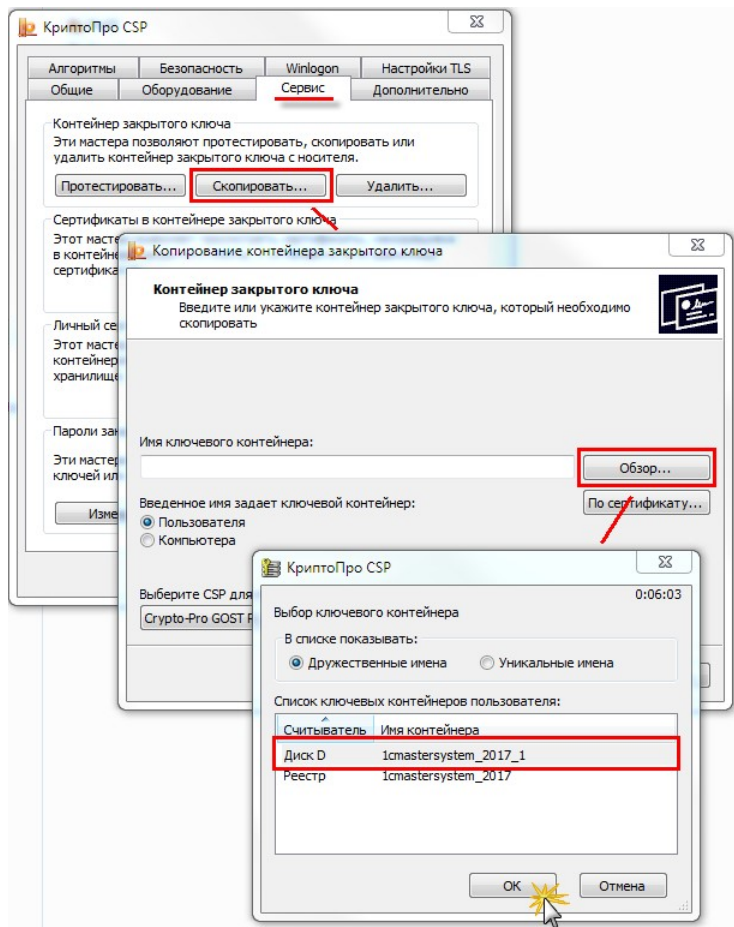 КриптоПро CSP
Алгоритмы Безопасность Winlogon Настройки TLS
Общие Оборудование Сервис Дополнительно
Контейнер закрытого ключа
Эти мастера позволяют протестировать, скопировать или
удалить контейнер закрытого ключа с носителя.
Протестировать... Скопировать... Удалить...
Сертификаты в контейнере закрытого ключа
Этот масте
в контейне
сертифика
Личный се
Этот масте
контейнер
хранилище
Пароли зак
Эти мастер
ключей ил
Изме
Копирование контейнера закрытого ключа
Контейнер закрытого ключа
Введите или укажите контейнер закрытого ключа, который необходимо
скопировать
Имя ключевого контейнера:
Обзор...
Введенное имя задает ключевой контейнер:
По сертификату...
Пользователя
Компьютера
Выберите CSP для
Crypto-Pro GOST R
КриптоПро CSP
0:06:03
Выбор ключевого контейнера
В списке показывать:
Дружественные имена Уникальные имена
Список ключевых контейнеров пользователя:
Считыватель Имя контейнера
Диск D 1cmastersystem_2017_1
Реестр 1cmastersystem_2017
ОК Отмена